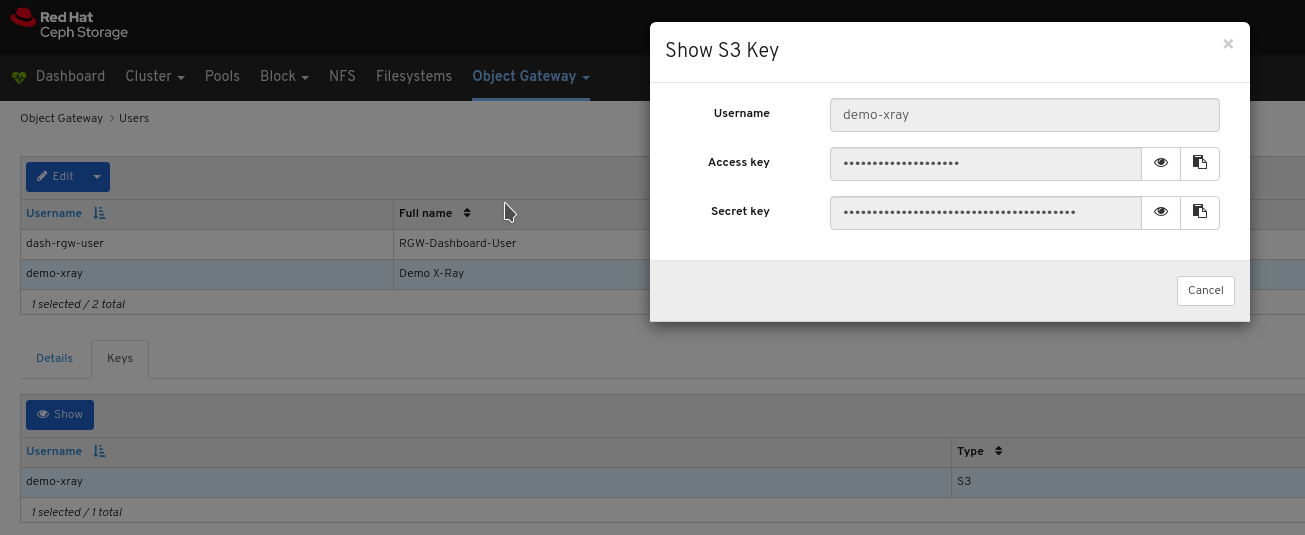 Red Hat
Ceph Storage
Dashboard Cluster Pools Block NFS Filesystems Object Gateway
Object Gateway > Users
Edit
Username Full name
dash-rgw-user RGW-Dashboard-User
demo-xray Demo X-Ray
1 selected / 2 total
Details Keys
Show
Username Type
demo-xray S3
1 selected / 1 total
Show S3 Key ×
Username demo-xray
Access key ••••••••••••••••••••
Secret key ••••••••••••••••••••••••••••••••••••••••
Cancel